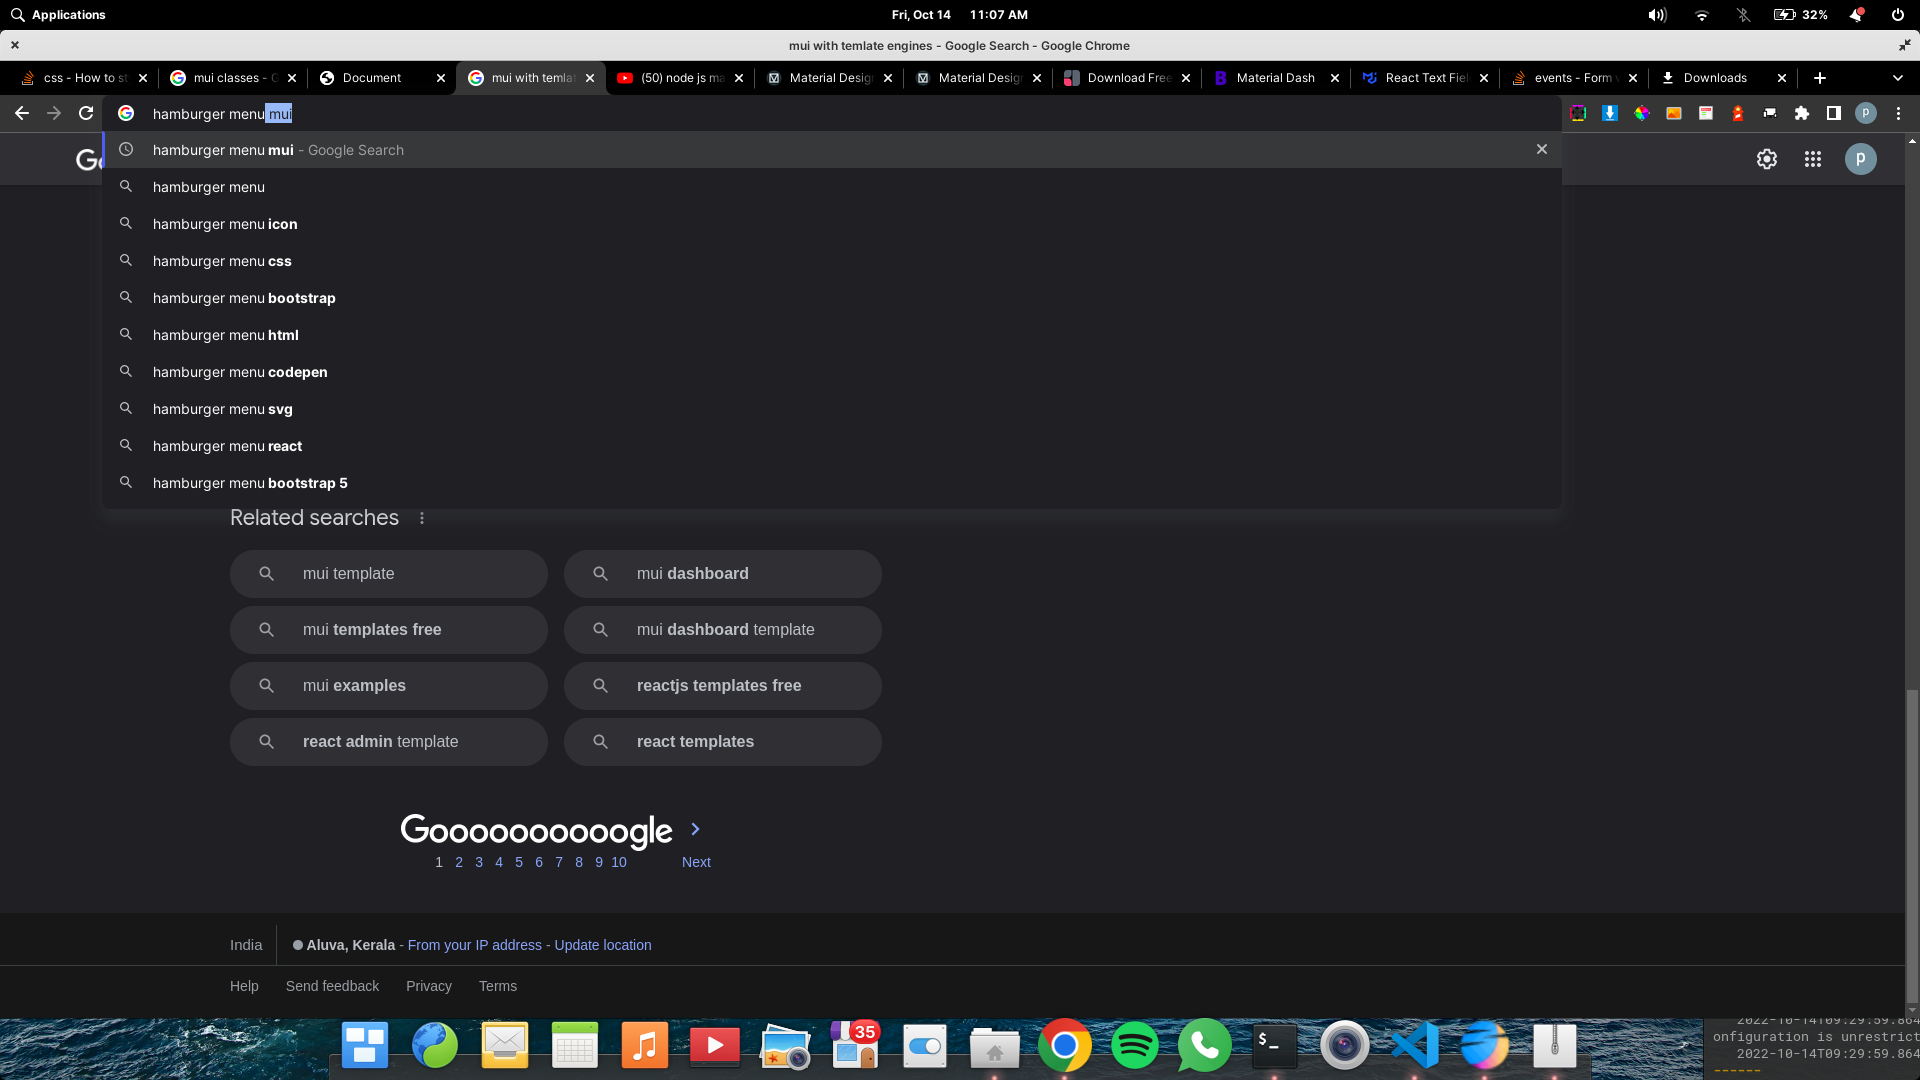 Applications
Fri, Oct 14 11:07 AM
32%
mui with temlate engines - Google Search - Google Chrome
css - How to st
mui classes - G
Document
mui with temla
(50) node js ma
Material Design
Material Design
Download Free
Material Dash
React Text Fiel
events - Form v
Downloads
hamburger menu mui
p
hamburger menu mui - Google Search
Go
p
hamburger menu
hamburger menu icon
hamburger menu css
hamburger menu bootstrap
hamburger menu html
hamburger menu codepen
hamburger menu svg
hamburger menu react
hamburger menu bootstrap 5
Related searches
mui template
mui dashboard
mui templates free
mui dashboard template
mui examples
reactjs templates free
react admin template
react templates
Goooooooooogle
1 2 3 4 5 6 7 8 9 10 Next
India
Aluva, Kerala - From your IP address - Update location
Help Send feedback Privacy Terms
35
2022-10-14T09:29:59.864
onfiguration is unrestrict
2022-10-14T09:29:59.864
------